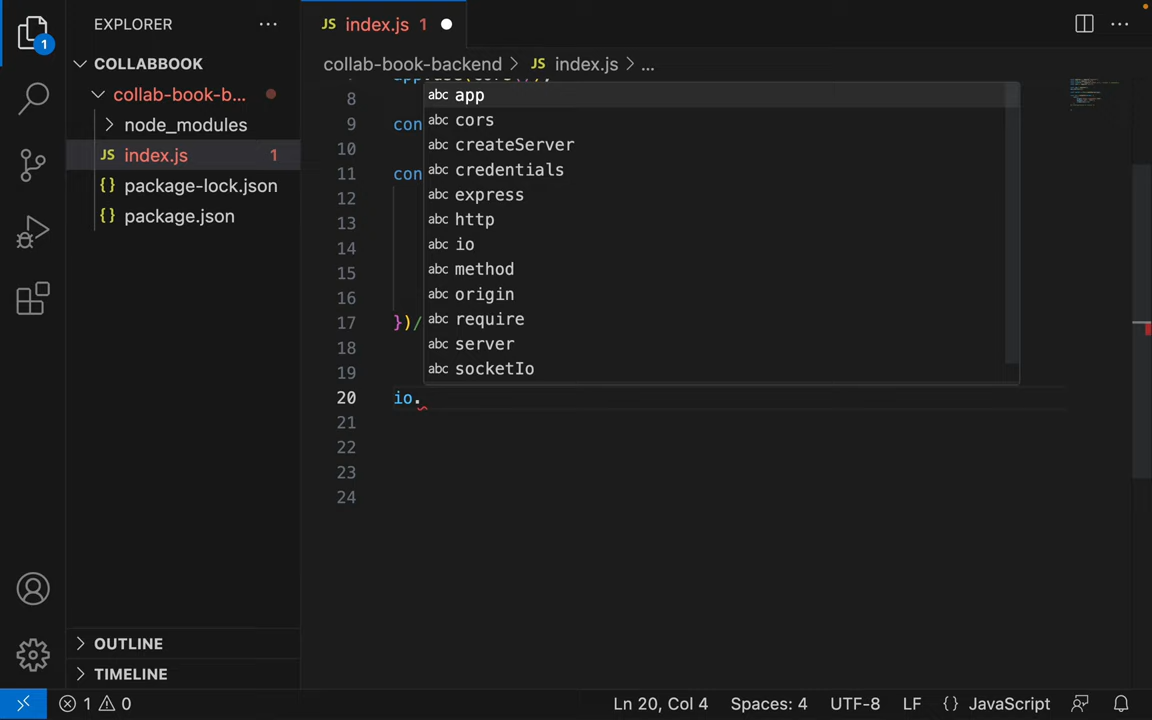 EXPLORER
JS index.js 1
1
COLLABBOOK
collab-book-backend > JS index.js > ...
collab-book-b...
node_modules
JS index.js 1
{} package-lock.json
{} package.json
8
9 con
10
11 con
12
13
14
15
16
17 })/
18
19
20 io.
21
22
23
24
abc app
abc cors
abc createServer
abc credentials
abc express
abc http
abc io
abc method
abc origin
abc require
abc server
abc socketIo
OUTLINE
TIMELINE
1 0 Ln 20, Col 4 Spaces: 4 UTF-8 LF {} JavaScript